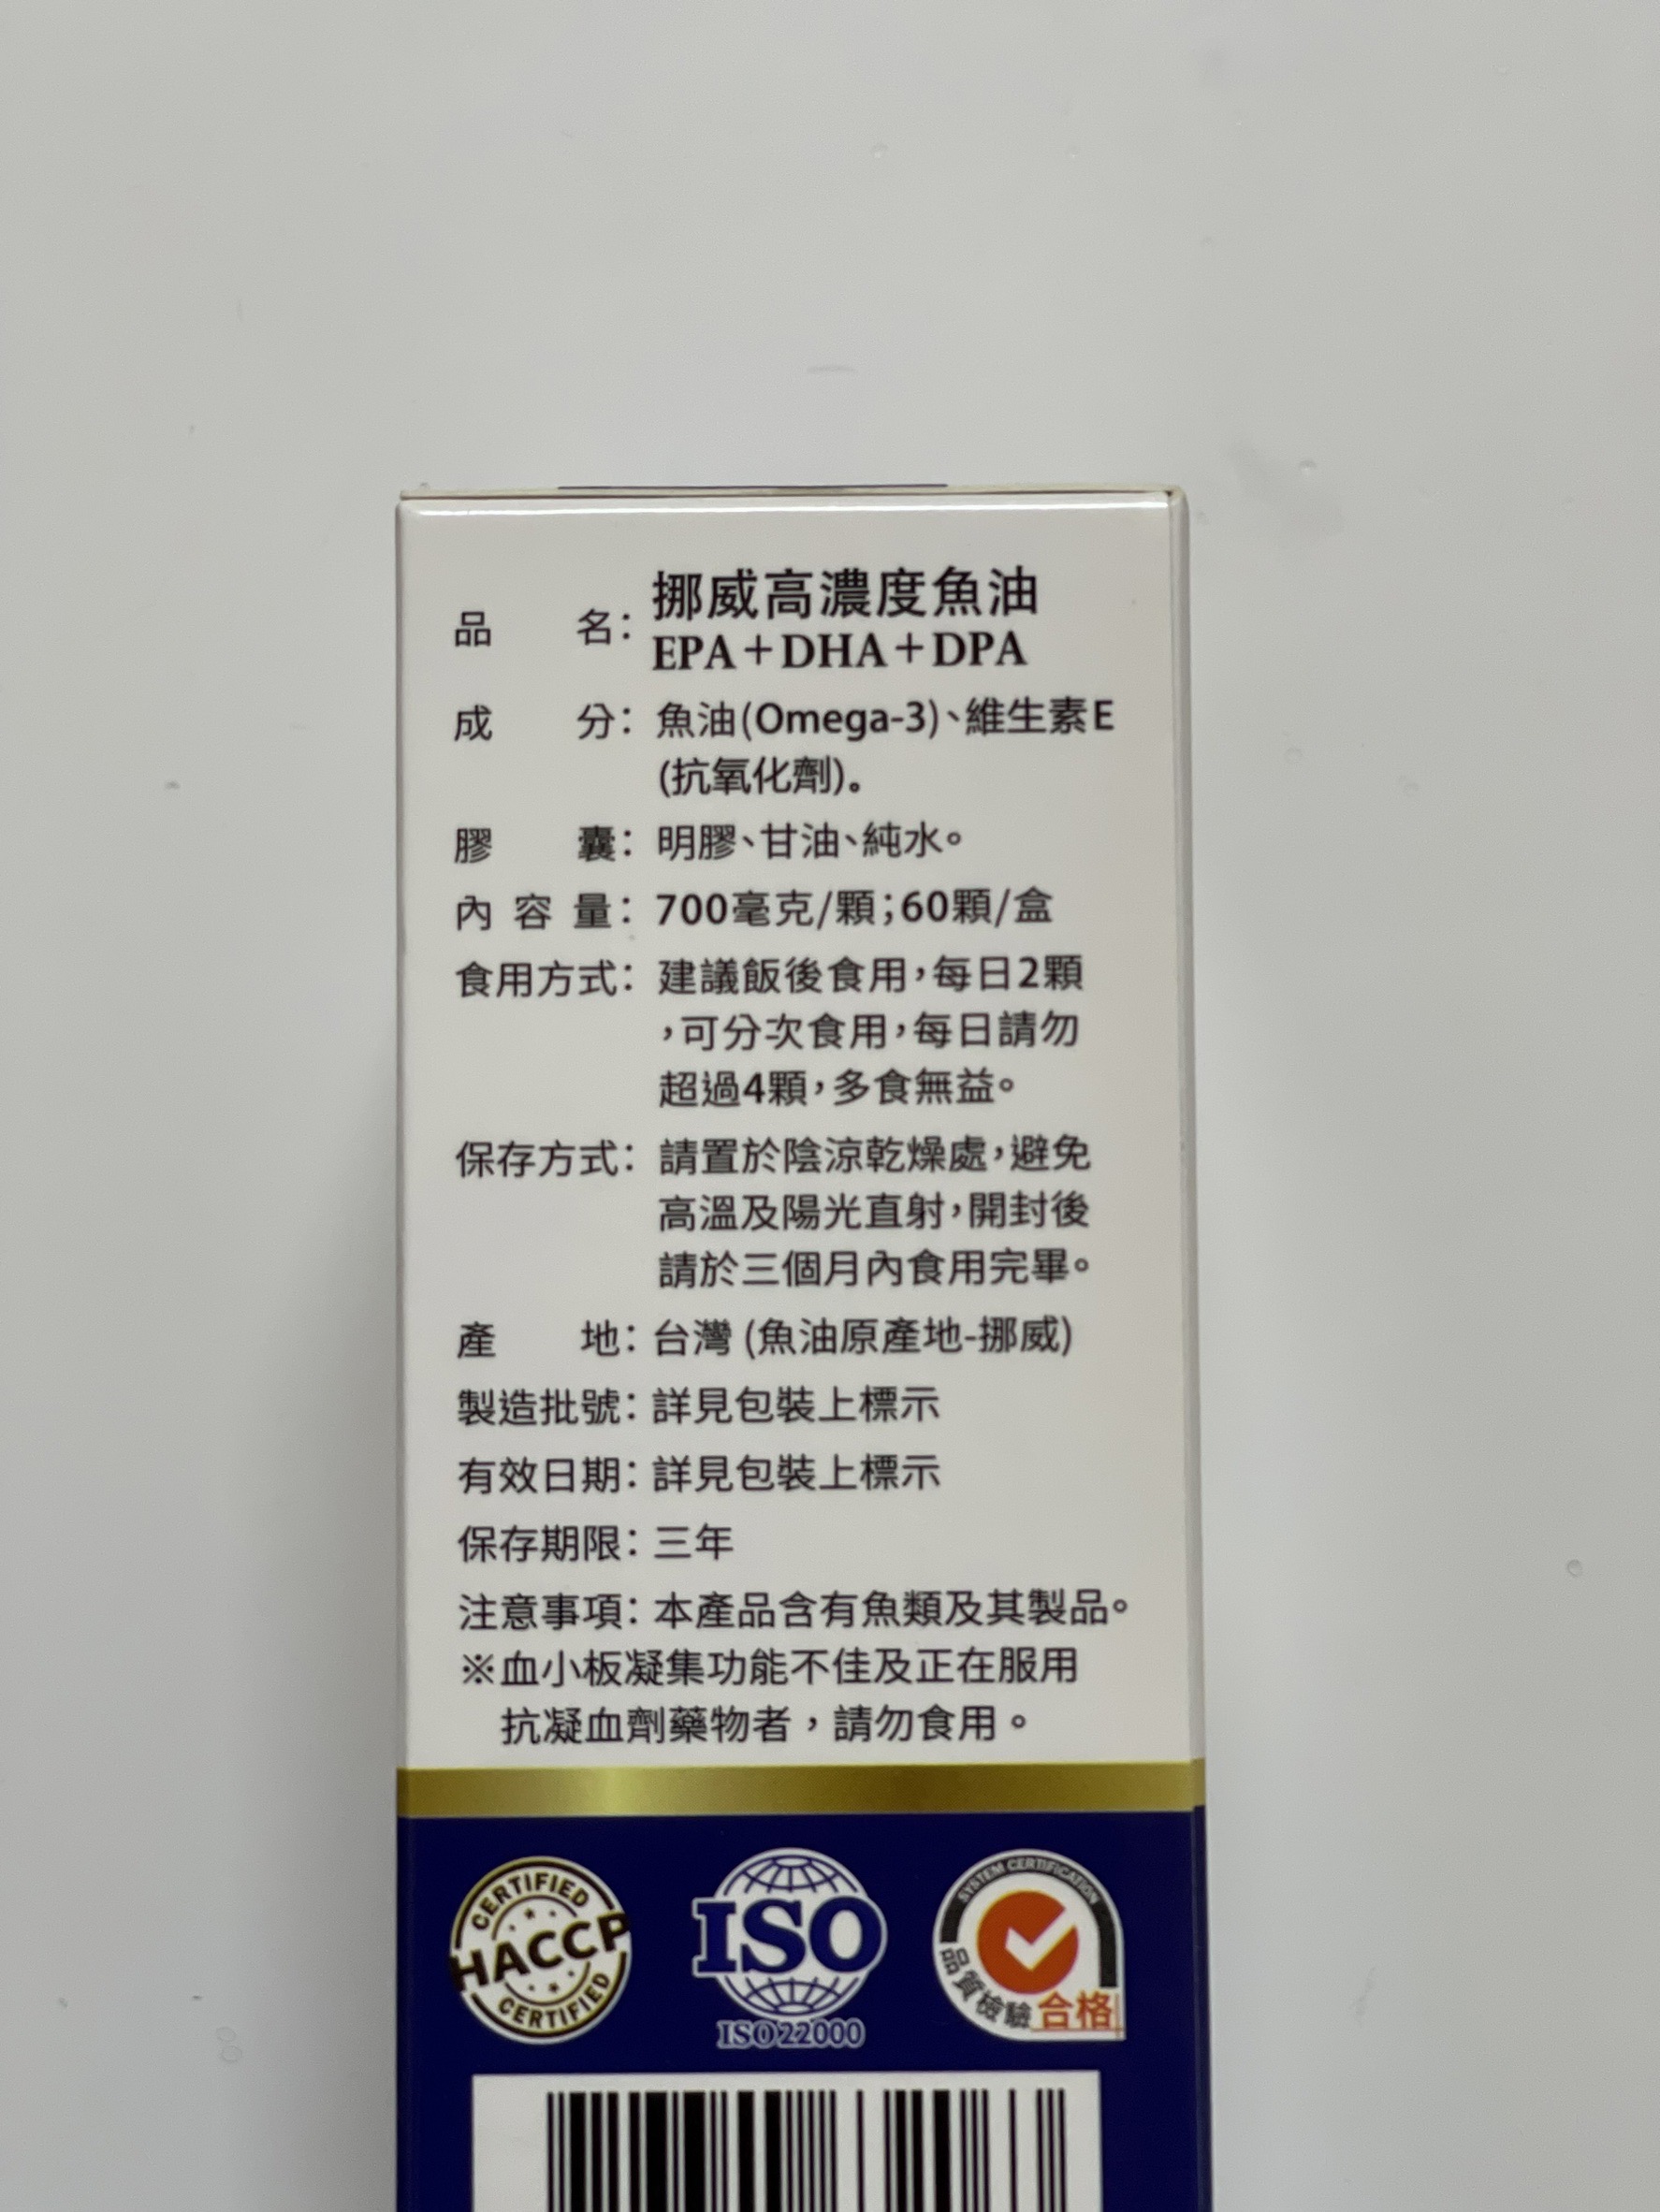 品名：挪威高濃度魚油
EPA＋DHA＋DPA
成分：魚油(Omega-3)、維生素E
(抗氧化劑)。
膠囊：明膠、甘油、純水。
內容量：700毫克/顆；60顆/盒
食用方式：建議飯後食用，每日2顆
，可分次食用，每日請勿
超過4顆，多食無益。
保存方式：請置於陰涼乾燥處，避免
高溫及陽光直射，開封後
請於三個月內食用完畢。
產地：台灣 (魚油原產地-挪威)
製造批號：詳見包裝上標示
有效日期：詳見包裝上標示
保存期限：三年
注意事項：本產品含有魚類及其製品。
※血小板凝集功能不佳及正在服用
抗凝血劑藥物者，請勿食用。
CERTIFIED
HACCP
CERTIFIED
ISO
ISO22000
SYSTEM CERTIFICATION
品質檢驗合格